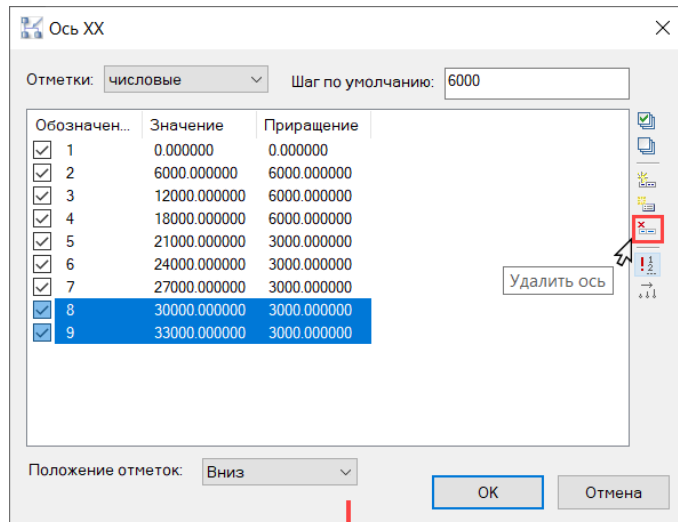 Ось XX
Отметки: числовые Шаг по умолчанию: 6000
Обозначен... Значение Приращение
1 0.000000 0.000000
2 6000.000000 6000.000000
3 12000.000000 6000.000000
4 18000.000000 6000.000000
5 21000.000000 3000.000000
6 24000.000000 3000.000000
7 27000.000000 3000.000000
8 30000.000000 3000.000000
9 33000.000000 3000.000000
Удалить ось
Положение отметок: Вниз
OK Отмена